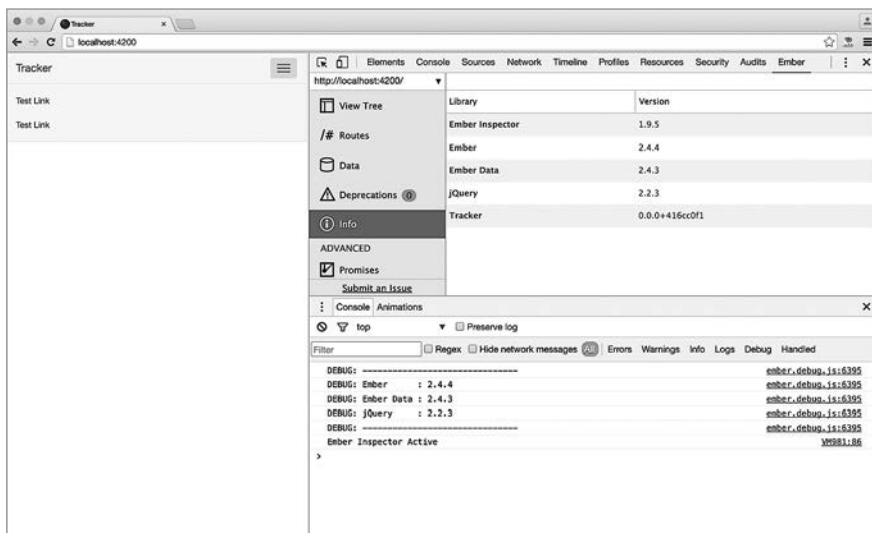 Tracker
localhost:4200
Tracker
Test Link
Test Link
Elements Console Sources Network Timeline Profiles Resources Security Audits Ember
http://localhost:4200/
View Tree
/# Routes
Data
Deprecations 0
Info
ADVANCED
Promises
Submit an Issue
Library Version
Ember Inspector 1.9.5
Ember 2.4.4
Ember Data 2.4.3
jQuery 2.2.3
Tracker 0.0.0+416cc0f1
Console Animations
top Preserve log
Filter Regex Hide network messages All Errors Warnings Info Logs Debug Handled
DEBUG: ------------------------------- ember.debug.js:6395
DEBUG: Ember : 2.4.4 ember.debug.js:6395
DEBUG: Ember Data : 2.4.3 ember.debug.js:6395
DEBUG: jQuery : 2.2.3 ember.debug.js:6395
DEBUG: ------------------------------- ember.debug.js:6395
Ember Inspector Active VM981:86
>